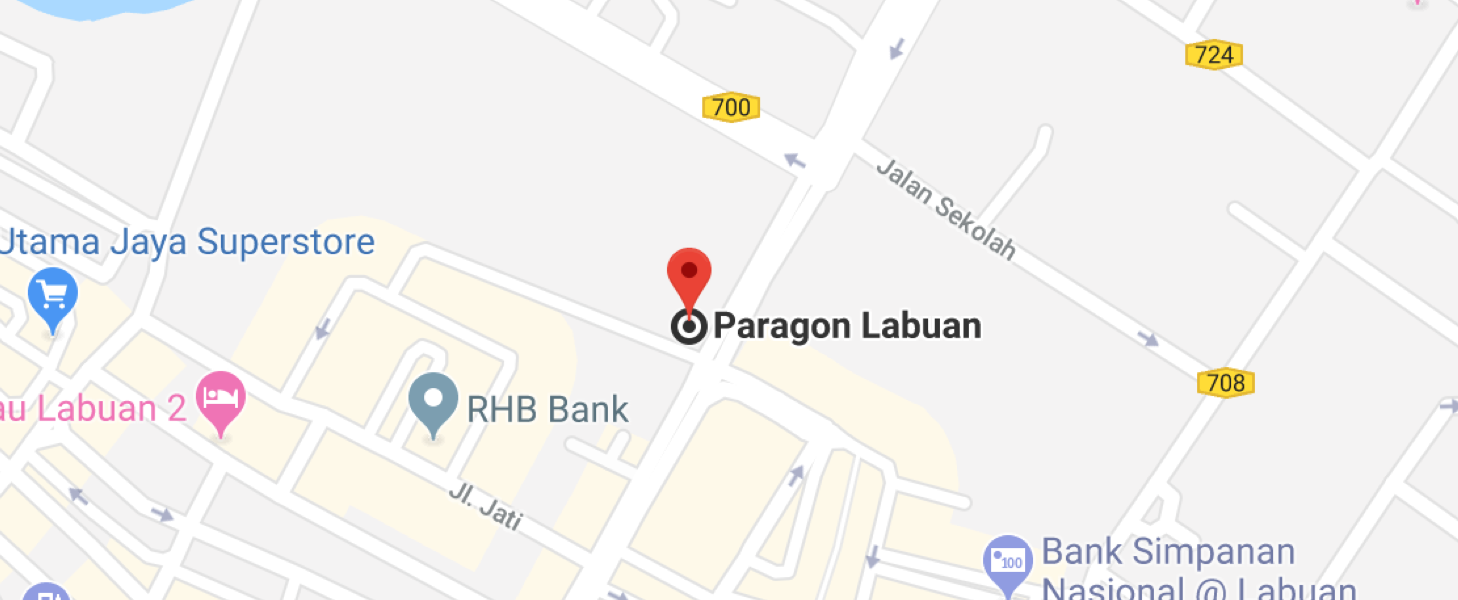 724
700
Jalan Sekolah
Utama Jaya Superstore
Paragon Labuan
708
au Labuan 2
RHB Bank
Jl. Jati
100
Bank Simpanan
Nasional @ Labuan